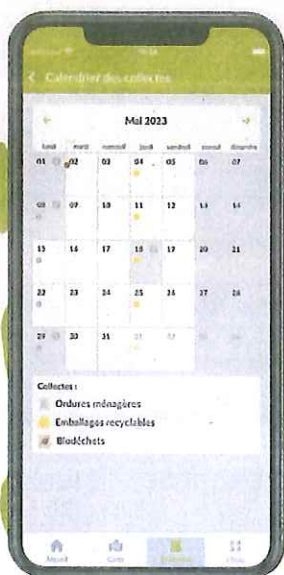 Calendrier des collectes
Mai 2023
lundi mardi mercredi jeudi vendredi samedi dimanche
01 02 03 04 05 06 07
08 09 10 11 12 13 14
15 16 17 18 19 20 21
22 23 24 25 26 27 28
29 30 31
Collectes :
Ordures ménagères
Emballages recyclables
Biodéchets
Accueil Carte